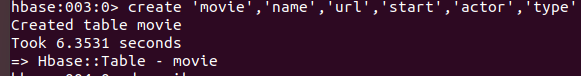 hbase:003:0> create 'movie','name','url','start','actor','type'
Created table movie
Took 6.3531 seconds
=> Hbase::Table - movie